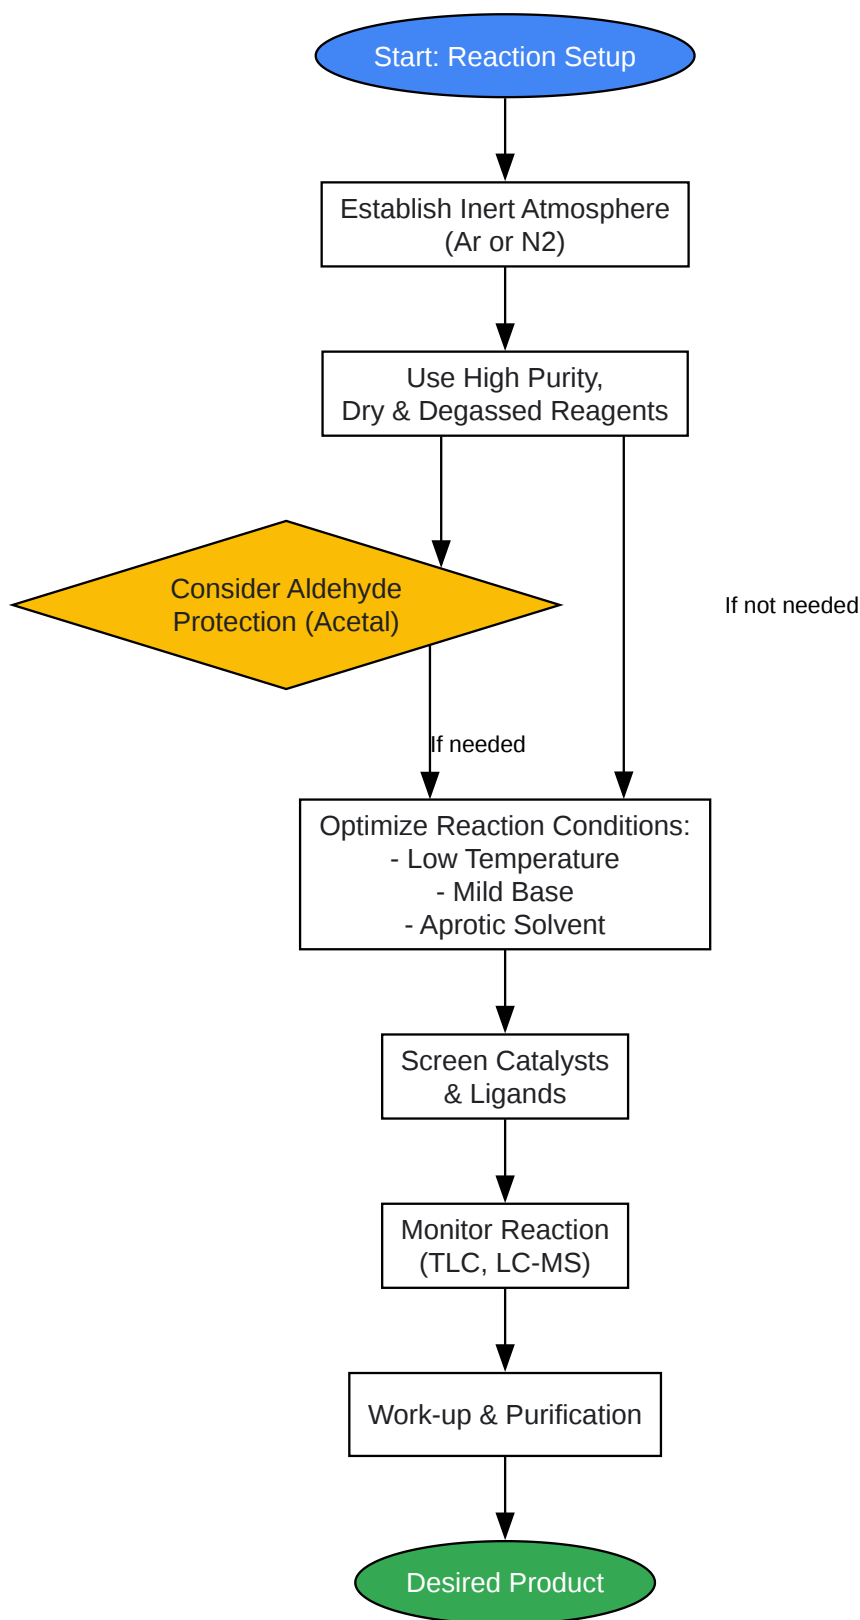 Start: Reaction Setup
Establish Inert Atmosphere
(Ar or N2)
Use High Purity,
Dry & Degassed Reagents
Consider Aldehyde
Protection (Acetal)
If not needed
If needed
Optimize Reaction Conditions:
- Low Temperature
- Mild Base
- Aprotic Solvent
Screen Catalysts
& Ligands
Monitor Reaction
(TLC, LC-MS)
Work-up & Purification
Desired Product